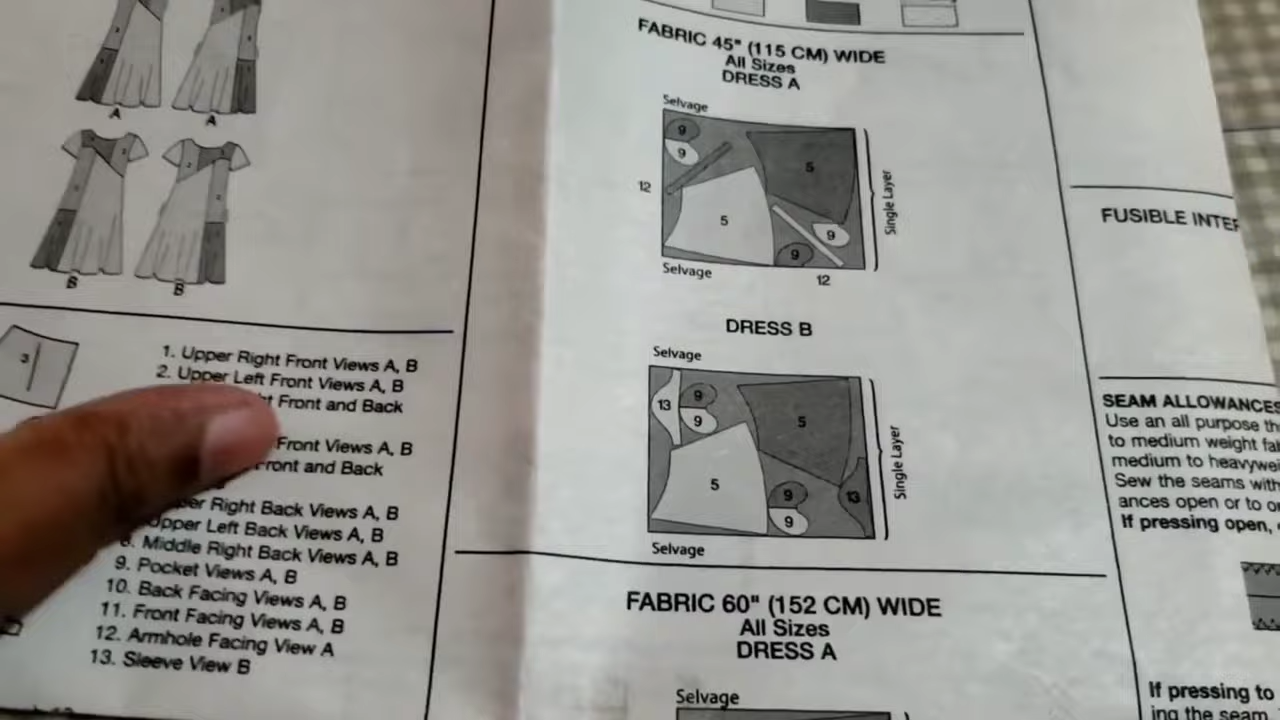 A
A
B
B
3
1. Upper Right Front Views A, B
2. Upper Left Front Views A, B
Front and Back
Front Views A, B
Front and Back
Right Back Views A, B
Upper Left Back Views A, B
8. Middle Right Back Views A, B
9. Pocket Views A, B
10. Back Facing Views A, B
11. Front Facing Views A, B
12. Armhole Facing View A
13. Sleeve View B
FABRIC 45" (115 CM) WIDE
All Sizes
DRESS A
Selvage
9
9
5
12
5
9
9
Single Layer
Selvage
12
DRESS B
Selvage
13
9
9
5
5
9
13
9
Single Layer
Selvage
FABRIC 60" (152 CM) WIDE
All Sizes
DRESS A
Selvage
FUSIBLE
SEAM ALLOWANCES
Use an all purpose
to medium weight
medium to
Sew the seams with
ances open or to
If pressing open,
If pressing to
ing the seam